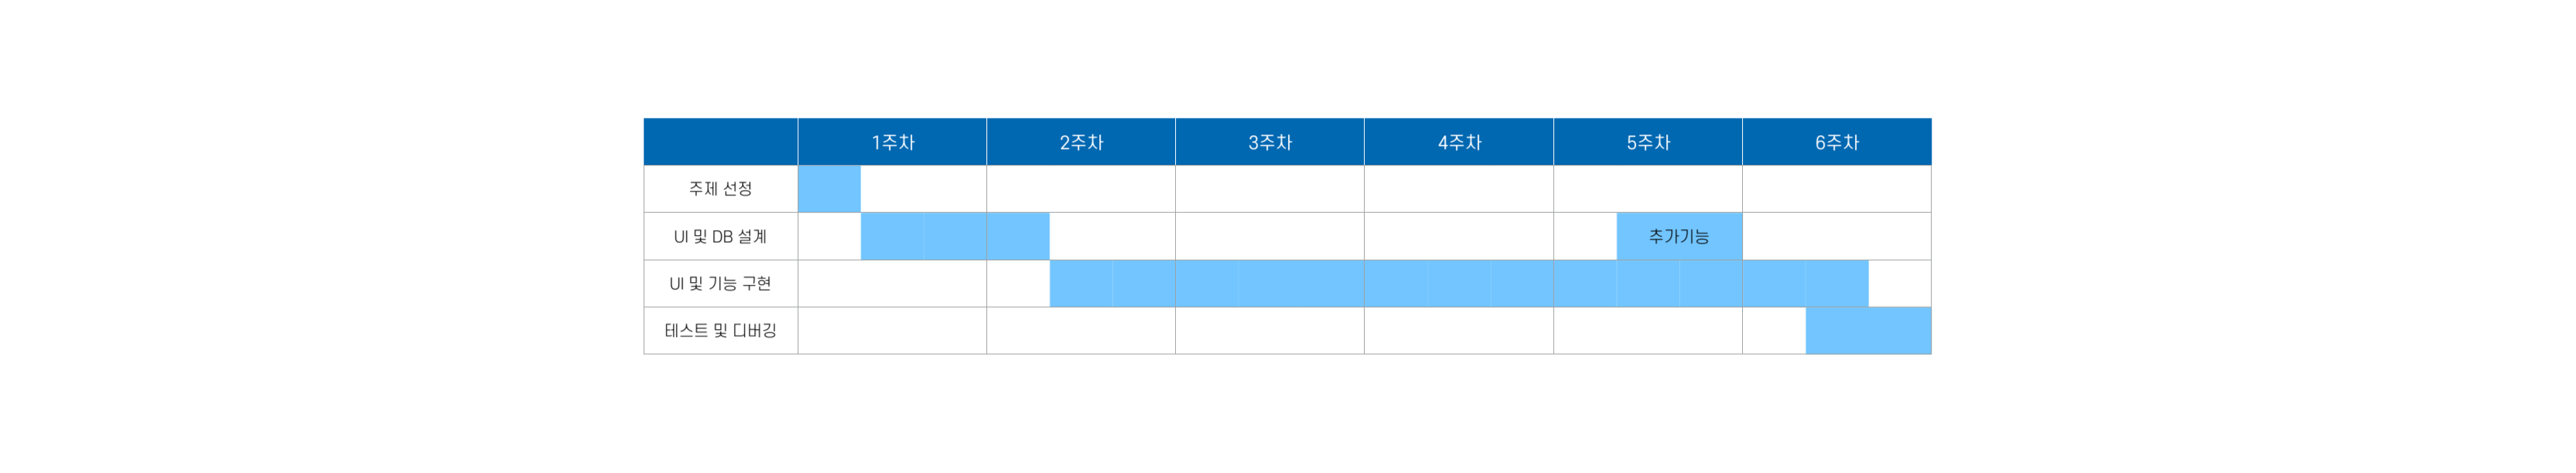 1주차 2주차 3주차 4주차 5주차 6주차
주제 선정
UI 및 DB 설계 추가기능
UI 및 기능 구현
테스트 및 디버깅